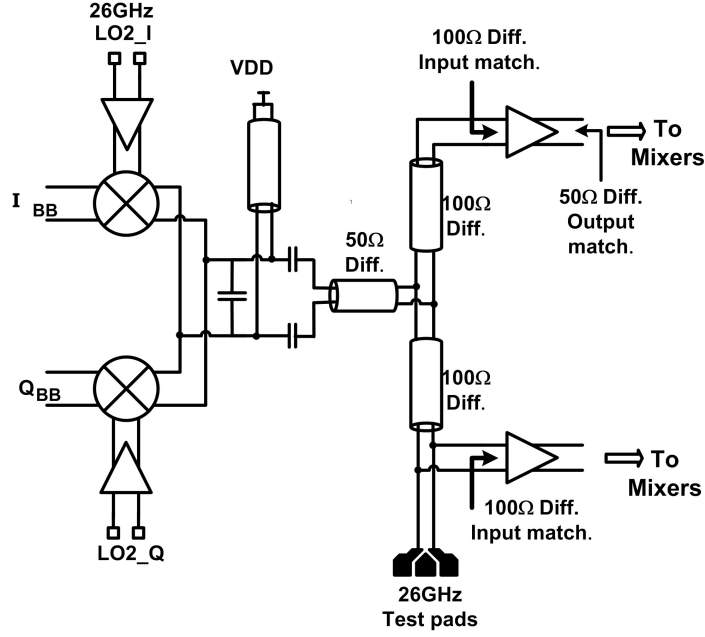 26GHz
LO2_I
VDD
100Ω Diff.
Input match.
To
Mixers
I BB
100Ω
Diff.
50Ω Diff.
Output
match.
50Ω
Diff.
100Ω
Diff.
Q BB
To
Mixers
100Ω Diff.
Input match.
LO2_Q
26GHz
Test pads